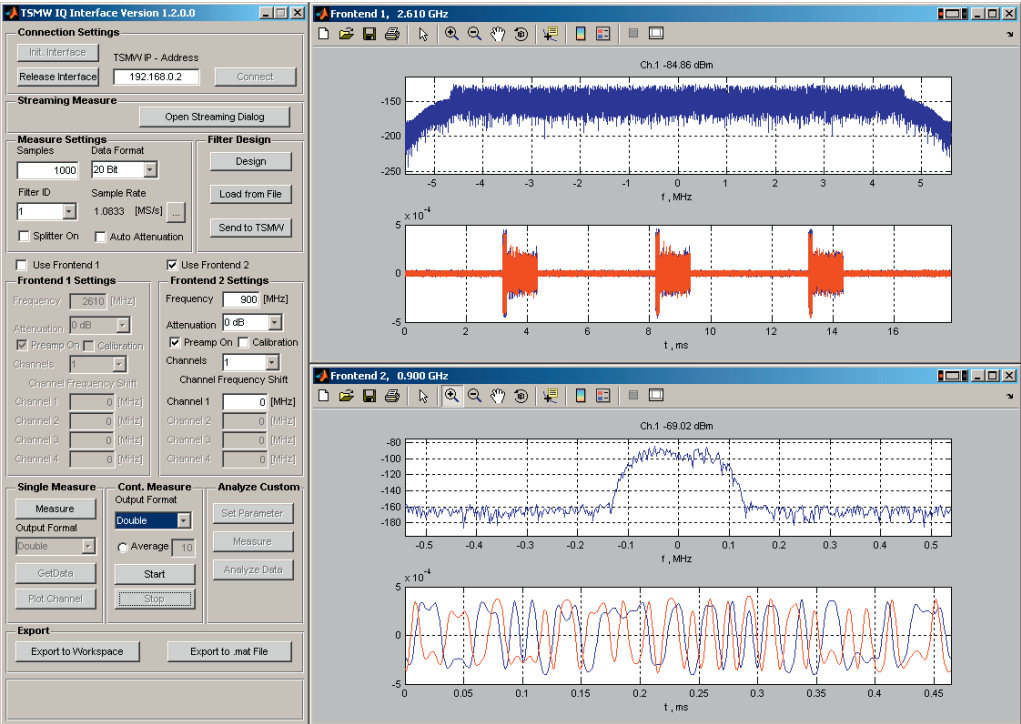 TSMW IQ Interface Version 1.2.0.0
Connection Settings
Init. Interface
TSMW IP - Address
Release Interface
192.168.0.2
Connect
Streaming Measure
Open Streaming Dialog
Measure Settings
Samples
Data Format
1000
20 Bit
Filter ID
Sample Rate
1
1.0833 [MS/s]
...
Splitter On
Auto Attenuation
Filter Design
Design
Load from File
Send to TSMW
Use Frontend 1
Use Frontend 2
Frontend 1 Settings
Frequency 2610 [MHz]
Attenuation 0 dB
Preamp On Calibration
Channels 1
Channel Frequency Shift
Channel 1 0 [MHz]
Channel 2 0 [MHz]
Channel 3 0 [MHz]
Channel 4 0 [MHz]
Frontend 2 Settings
Frequency 900 [MHz]
Attenuation 0 dB
Preamp On Calibration
Channels 1
Channel Frequency Shift
Channel 1 0 [MHz]
Channel 2 0 [MHz]
Channel 3 0 [MHz]
Channel 4 0 [MHz]
Single Measure
Measure
Output Format
Double
GetData
Plot Channel
Cont. Measure
Output Format
Double
Average 10
Start
Stop
Analyze Custom
Set Parameter
Measure
Analyze Data
Export
Export to Workspace
Export to .mat File
Frontend 1, 2.610 GHz
Ch.1 -84.86 dBm
-150
-200
-250
-5 -4 -3 -2 -1 0 1 2 3 4 5
f , MHz
x 10^-4
5
0
-5
0 2 4 6 8 10 12 14 16
t , ms
Frontend 2, 0.900 GHz
Ch.1 -69.02 dBm
-80
-100
-120
-140
-160
-180
-0.5 -0.4 -0.3 -0.2 -0.1 0 0.1 0.2 0.3 0.4 0.5
f , MHz
x 10^-4
5
0
-5
0 0.05 0.1 0.15 0.2 0.25 0.3 0.35 0.4 0.45
t , ms